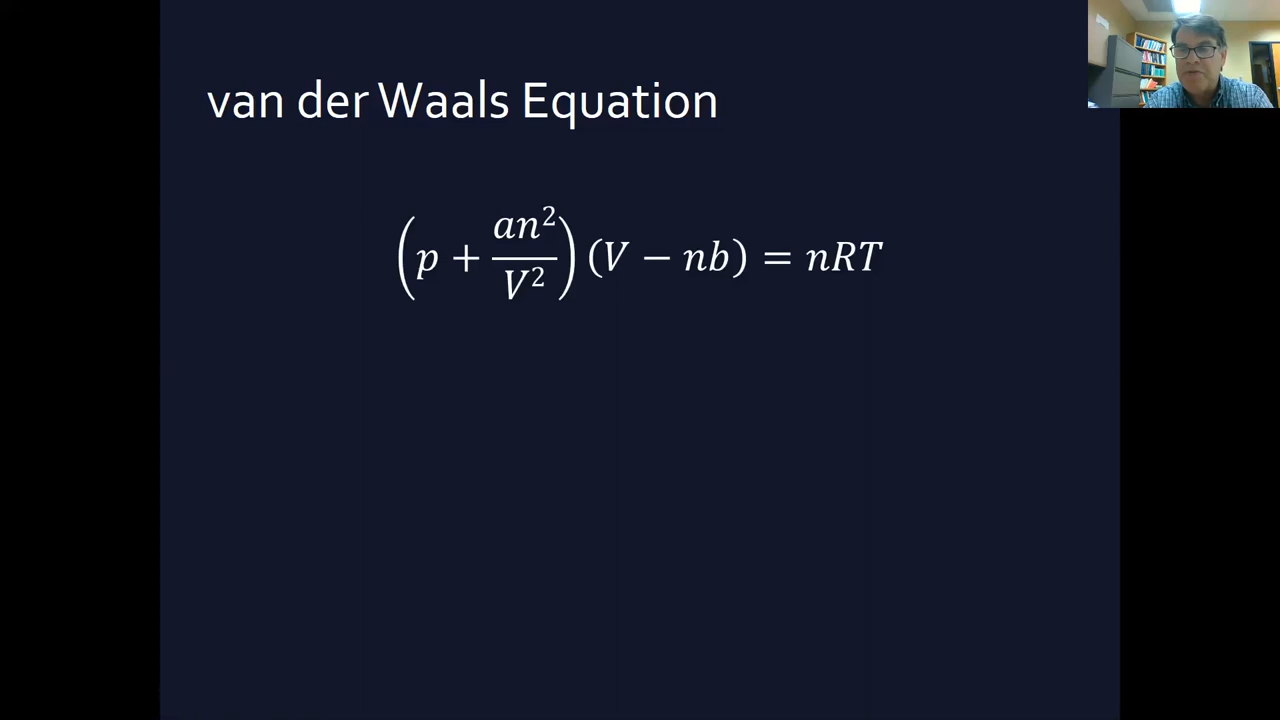 van der Waals Equation
(p + an²/V²)(V − nb) = nRT